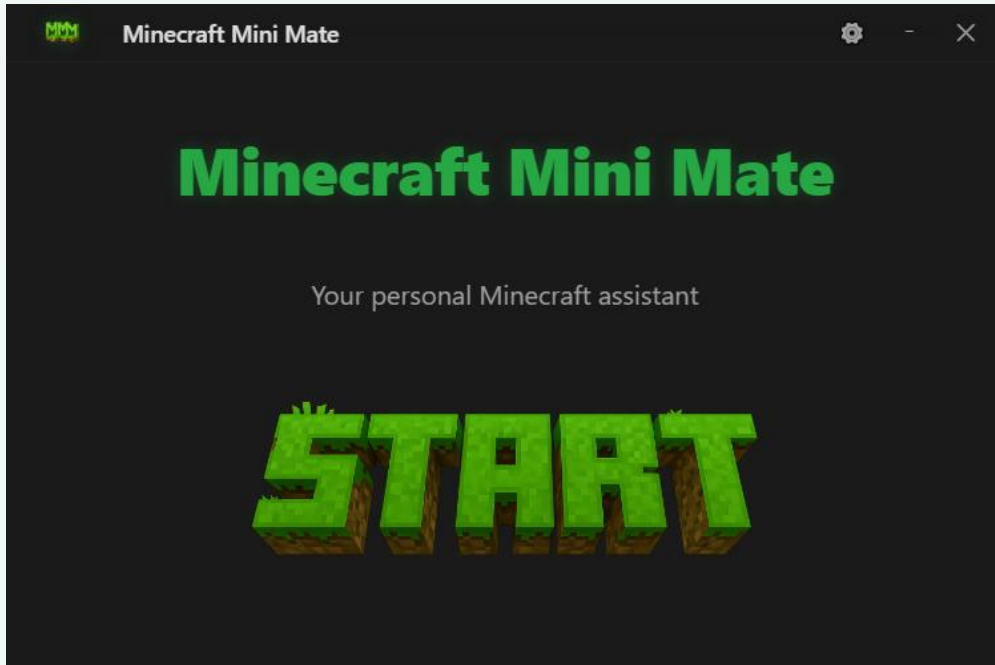 MMM
Minecraft Mini Mate
Minecraft Mini Mate
Your personal Minecraft assistant
START